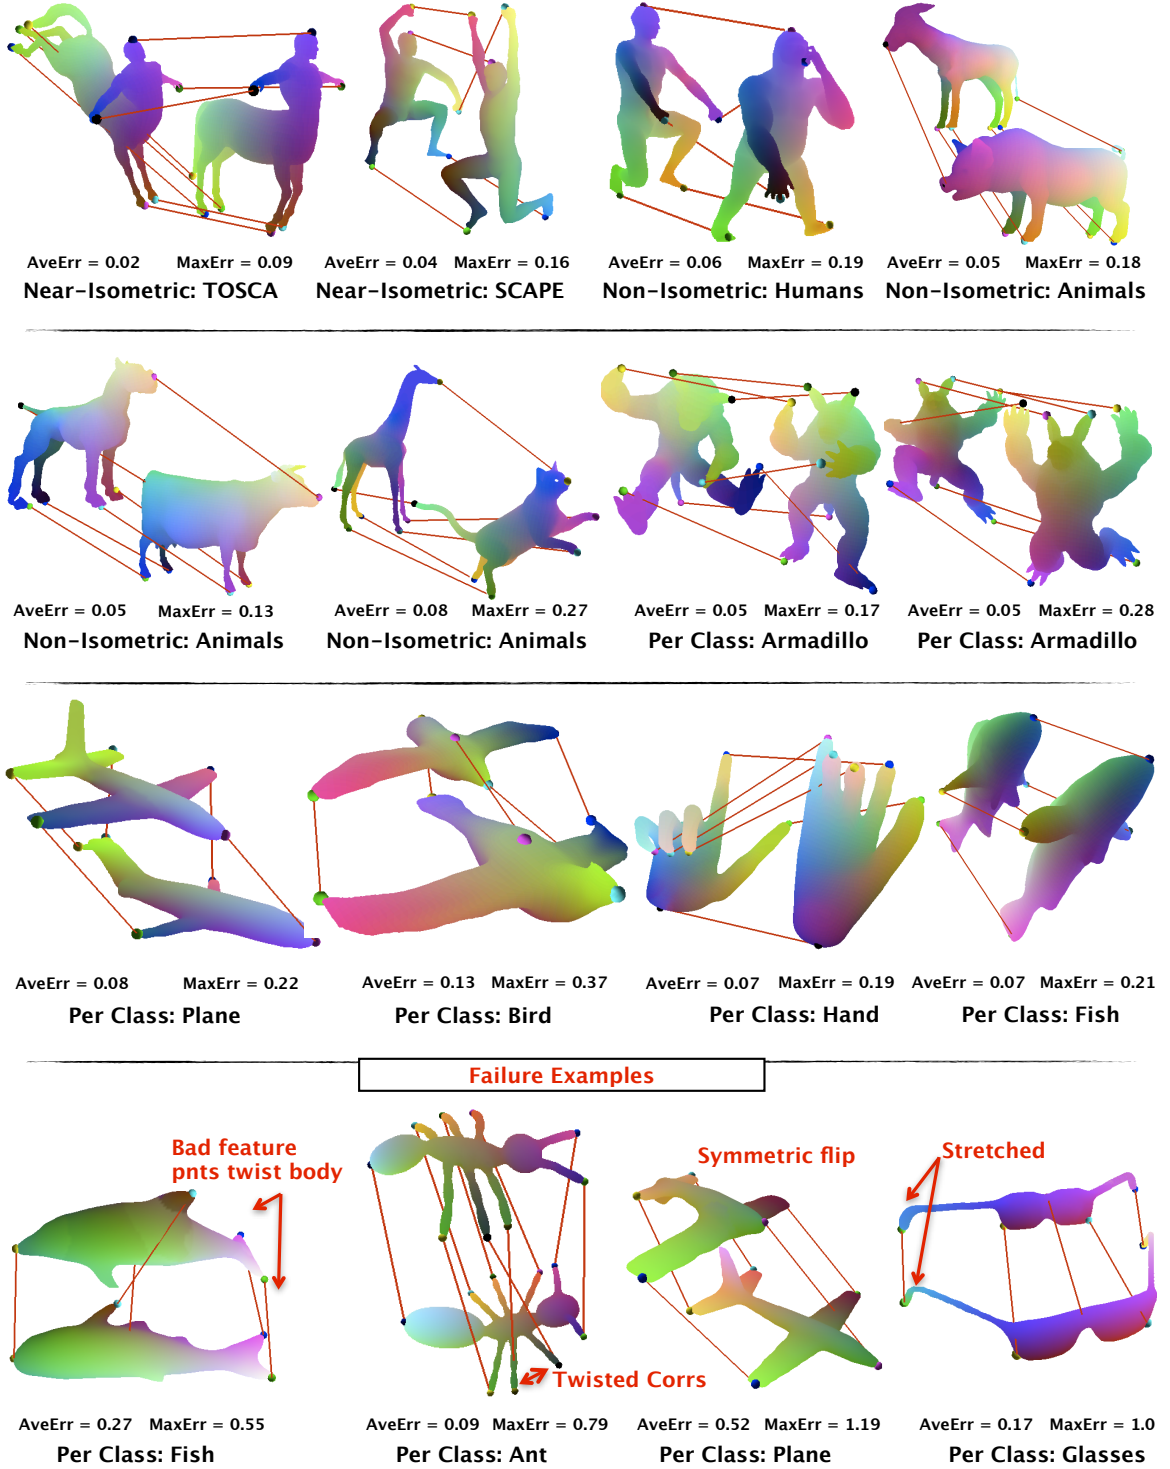 AveErr = 0.02 MaxErr = 0.09
Near-Isometric: TOSCA
AveErr = 0.04 MaxErr = 0.16
Near-Isometric: SCAPE
AveErr = 0.06 MaxErr = 0.19
Non-Isometric: Humans
AveErr = 0.05 MaxErr = 0.18
Non-Isometric: Animals
AveErr = 0.05 MaxErr = 0.13
Non-Isometric: Animals
AveErr = 0.08 MaxErr = 0.27
Non-Isometric: Animals
AveErr = 0.05 MaxErr = 0.17
Per Class: Armadillo
AveErr = 0.05 MaxErr = 0.28
Per Class: Armadillo
AveErr = 0.08 MaxErr = 0.22
Per Class: Plane
AveErr = 0.13 MaxErr = 0.37
Per Class: Bird
AveErr = 0.07 MaxErr = 0.19
Per Class: Hand
AveErr = 0.07 MaxErr = 0.21
Per Class: Fish
Failure Examples
Bad feature
pnts twist body
Twisted Corrs
Symmetric flip
Stretched
AveErr = 0.27 MaxErr = 0.55
Per Class: Fish
AveErr = 0.09 MaxErr = 0.79
Per Class: Ant
AveErr = 0.52 MaxErr = 1.19
Per Class: Plane
AveErr = 0.17 MaxErr = 1.0
Per Class: Glasses